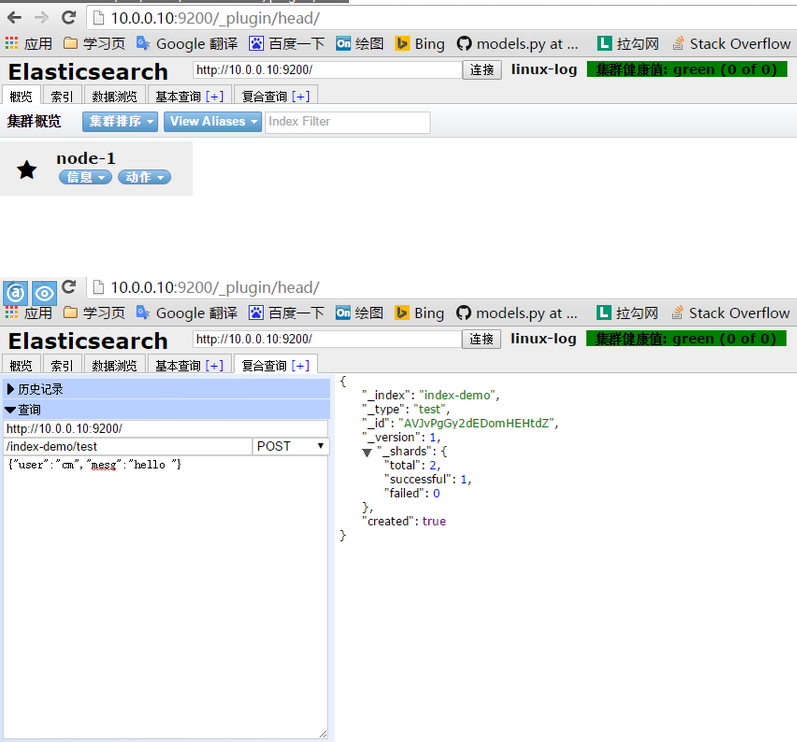 10.0.0.10:9200/_plugin/head/
应用 学习页 Google 翻译 百度一下 On 绘图 Bing models.py at ... L 拉勾网 Stack Overflow
Elasticsearch http://10.0.0.10:9200/ 连接 linux-log 集群健康值: green (0 of 0)
概览 索引 数据浏览 基本查询 [+] 复合查询 [+]
集群概览 集群排序 View Aliases Index Filter
node-1
信息 动作
10.0.0.10:9200/_plugin/head/
应用 学习页 Google 翻译 百度一下 On 绘图 Bing models.py at ... L 拉勾网 Stack Overflow
Elasticsearch http://10.0.0.10:9200/ 连接 linux-log 集群健康值: green (0 of 0)
概览 索引 数据浏览 基本查询 [+] 复合查询 [+]
历史记录
查询
http://10.0.0.10:9200/
/index-demo/test POST
{"user":"cm","mesg":"hello "}
{
"_index": "index-demo",
"_type": "test",
"_id": "AVJvPgGy2dEDomHEHtdZ",
"_version": 1,
"_shards": {
"total": 2,
"successful": 1,
"failed": 0
},
"created": true
}